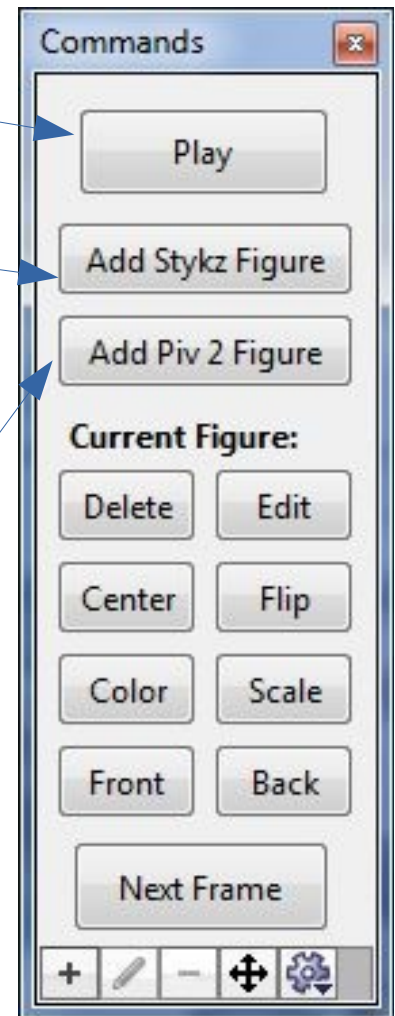 Commands
Play
Add Stykz Figure
Add Piv 2 Figure
Current Figure:
Delete Edit
Center Flip
Color Scale
Front Back
Next Frame